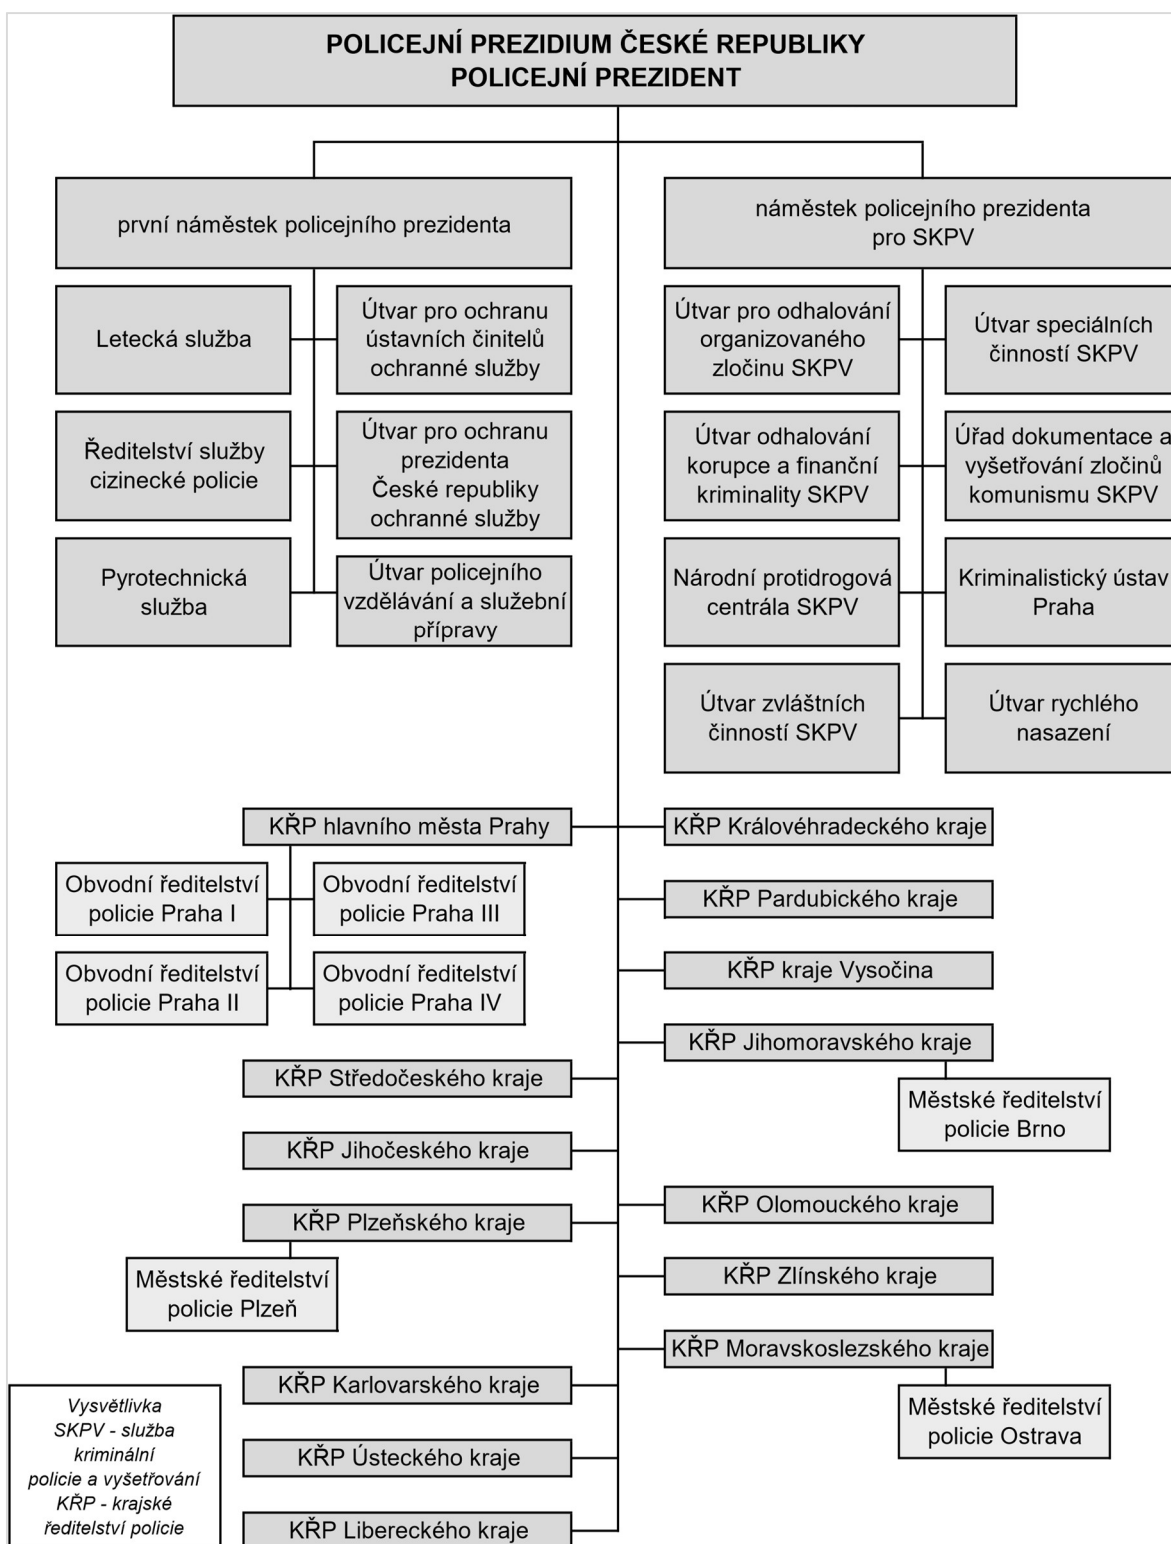 POLICEJNÍ PREZIDIUM ČESKÉ REPUBLIKY
POLICEJNÍ PREZIDENT
první náměstek policejního prezidenta
náměstek policejního prezidenta
pro SKPV
Letecká služba
Útvar pro ochranu
ústavních činitelů
ochranné služby
Ředitelství služby
cizinecké policie
Útvar pro ochranu
prezidenta
České republiky
ochranné služby
Pyrotechnická
služba
Útvar policejního
vzdělávání a služební
přípravy
Útvar pro odhalování
organizovaného
zločinu SKPV
Útvar speciálních
činností SKPV
Útvar odhalování
korupce a finanční
kriminality SKPV
Úřad dokumentace a
vyšetřování zločinů
komunismu SKPV
Národní protidrogová
centrála SKPV
Kriminalistický ústav
Praha
Útvar zvláštních
činností SKPV
Útvar rychlého
nasazení
KŘP hlavního města Prahy
Obvodní ředitelství
policie Praha I
Obvodní ředitelství
policie Praha III
Obvodní ředitelství
policie Praha II
Obvodní ředitelství
policie Praha IV
KŘP Středočeského kraje
KŘP Jihočeského kraje
KŘP Plzeňského kraje
Městské ředitelství
policie Plzeň
KŘP Karlovarského kraje
KŘP Ústeckého kraje
KŘP Libereckého kraje
KŘP Královéhradeckého kraje
KŘP Pardubického kraje
KŘP kraje Vysočina
KŘP Jihomoravského kraje
Městské ředitelství
policie Brno
KŘP Olomouckého kraje
KŘP Zlínského kraje
KŘP Moravskoslezského kraje
Městské ředitelství
policie Ostrava
Vysvětlivka
SKPV - služba
kriminální
policie a vyšetřování
KŘP - krajské
ředitelství policie